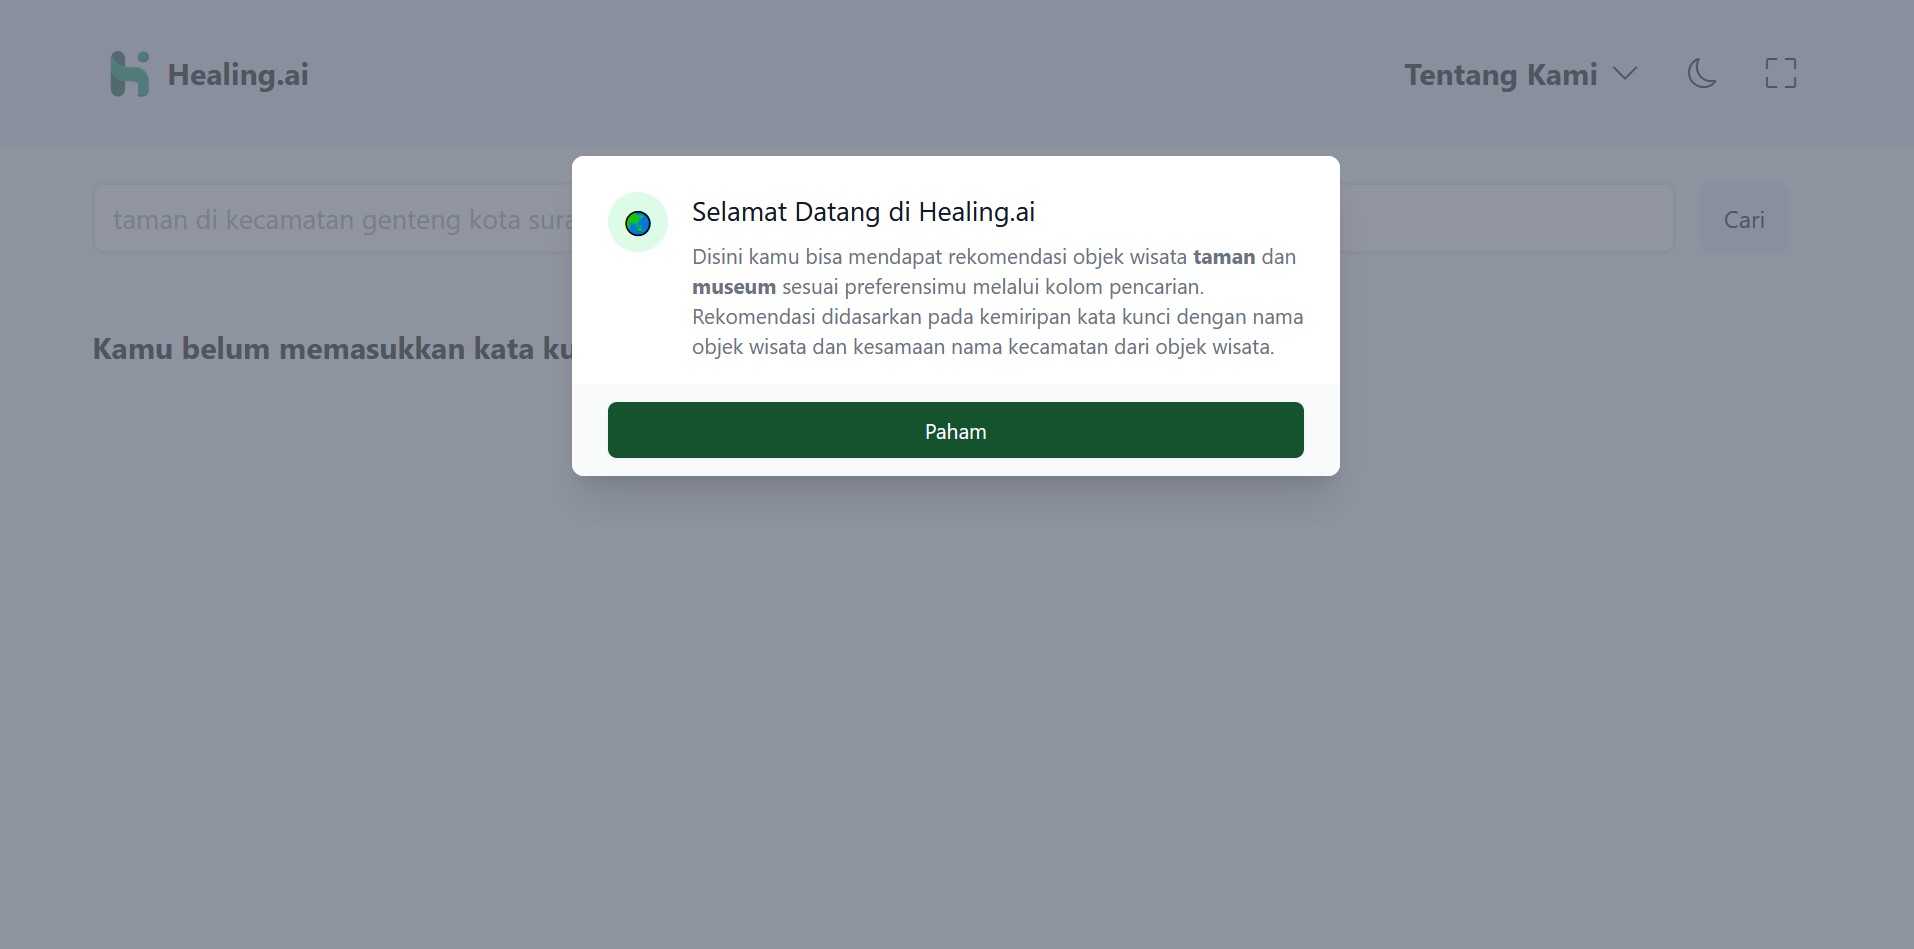 Healing.ai
Tentang Kami
taman di kecamatan genteng kota
Cari
Kamu belum memasukkan kata
Selamat Datang di Healing.ai
Disini kamu bisa mendapat rekomendasi objek wisata taman dan
museum sesuai preferensimu melalui kolom pencarian.
Rekomendasi didasarkan pada kemiripan kata kunci dengan nama
objek wisata dan kesamaan nama kecamatan dari objek wisata.
Paham